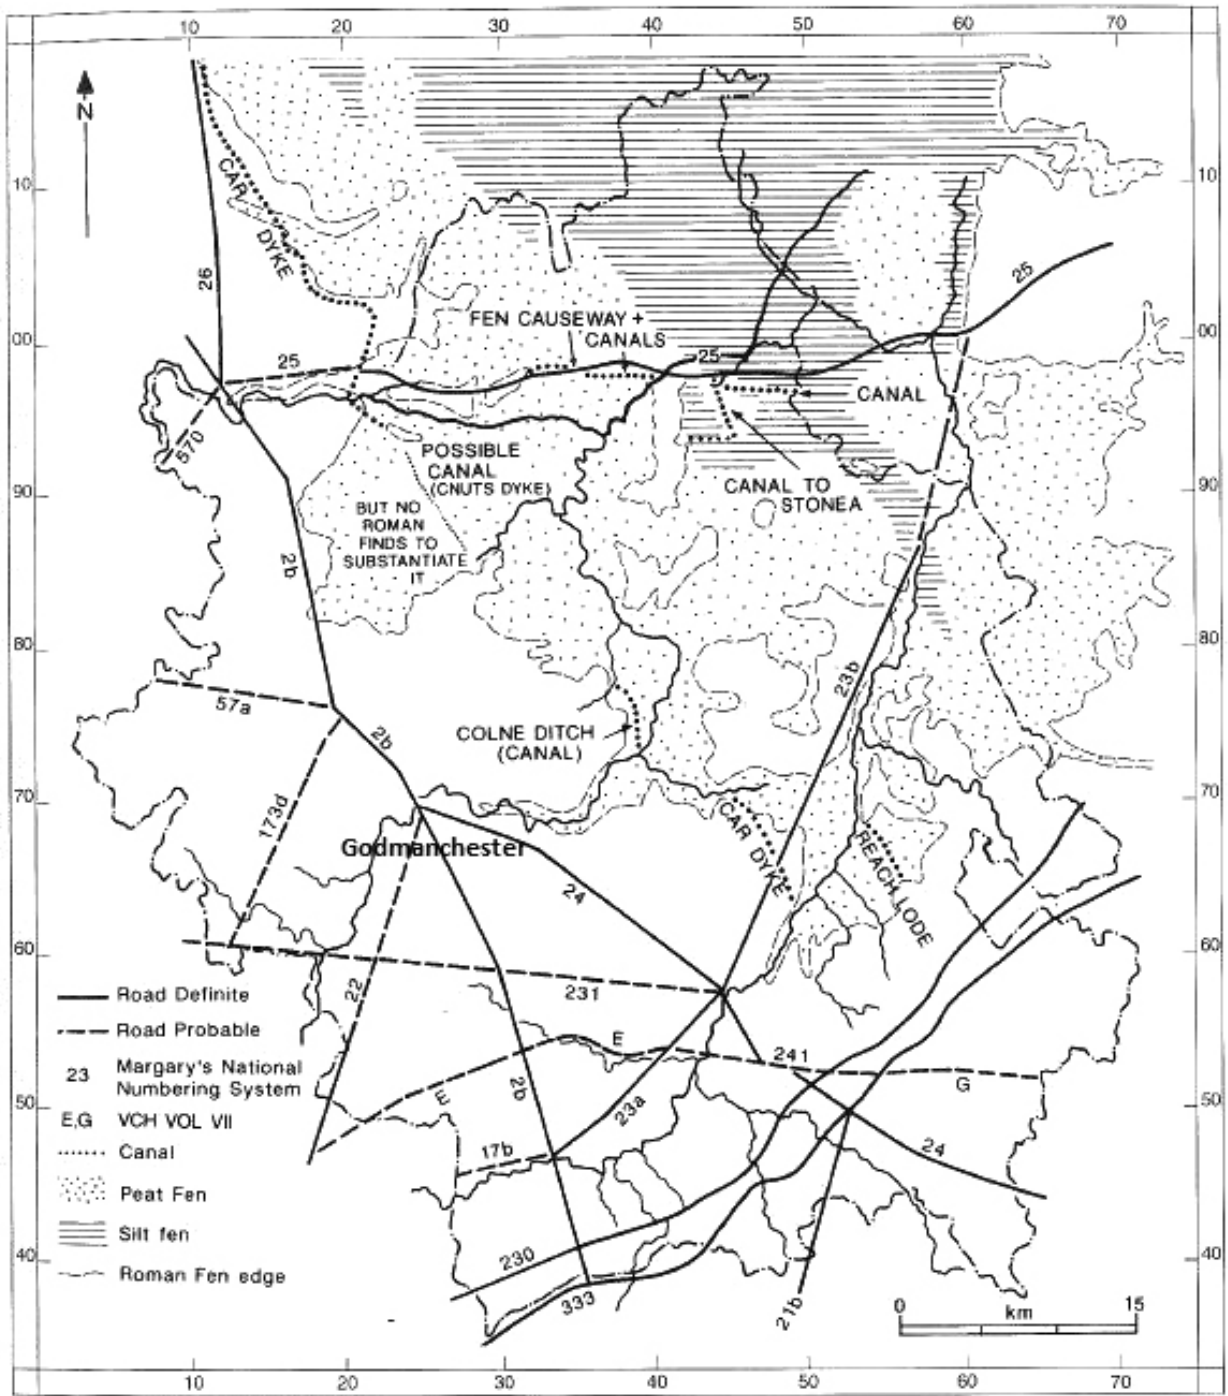 10 20 30 40 50 60 70
N
CAR
DYKE
10
10
26
25
FEN CAUSEWAY +
CANALS
00
00
25
25
CANAL
570
POSSIBLE
CANAL
(CNUTS DYKE)
CANAL TO
STONEA
90
90
BUT NO
ROMAN
FINDS TO
SUBSTANTIATE
IT
2b
80
80
23b
57a
2b
COLNE DITCH
(CANAL)
70
70
173d
CAR DYKE
REACH LODE
Godmanchester
24
60
60
22
231
Road Definite
Road Probable
E
241
G
23
Margary's National
Numbering System
E
2b
23a
50
50
E,G VCH VOL VII
24
17b
Canal
Peat Fen
Silt fen
40
40
230
Roman Fen edge
333
21b
0 km 15
10 20 30 40 50 60 70